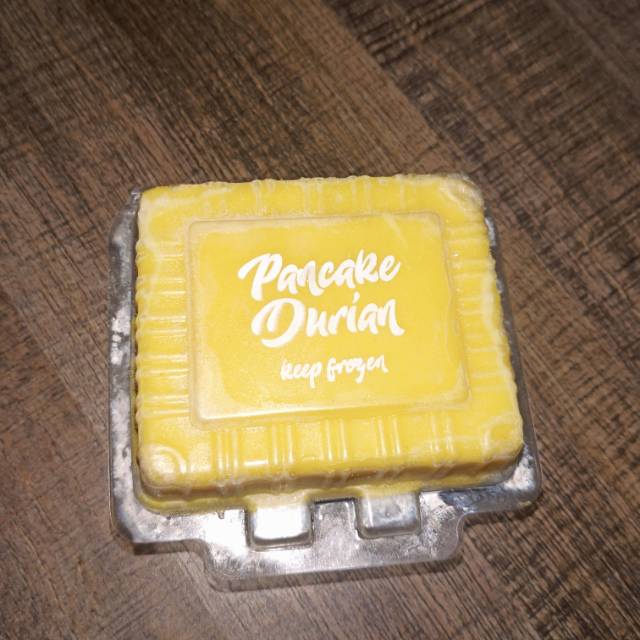 Pancake
Durian
keep frozen